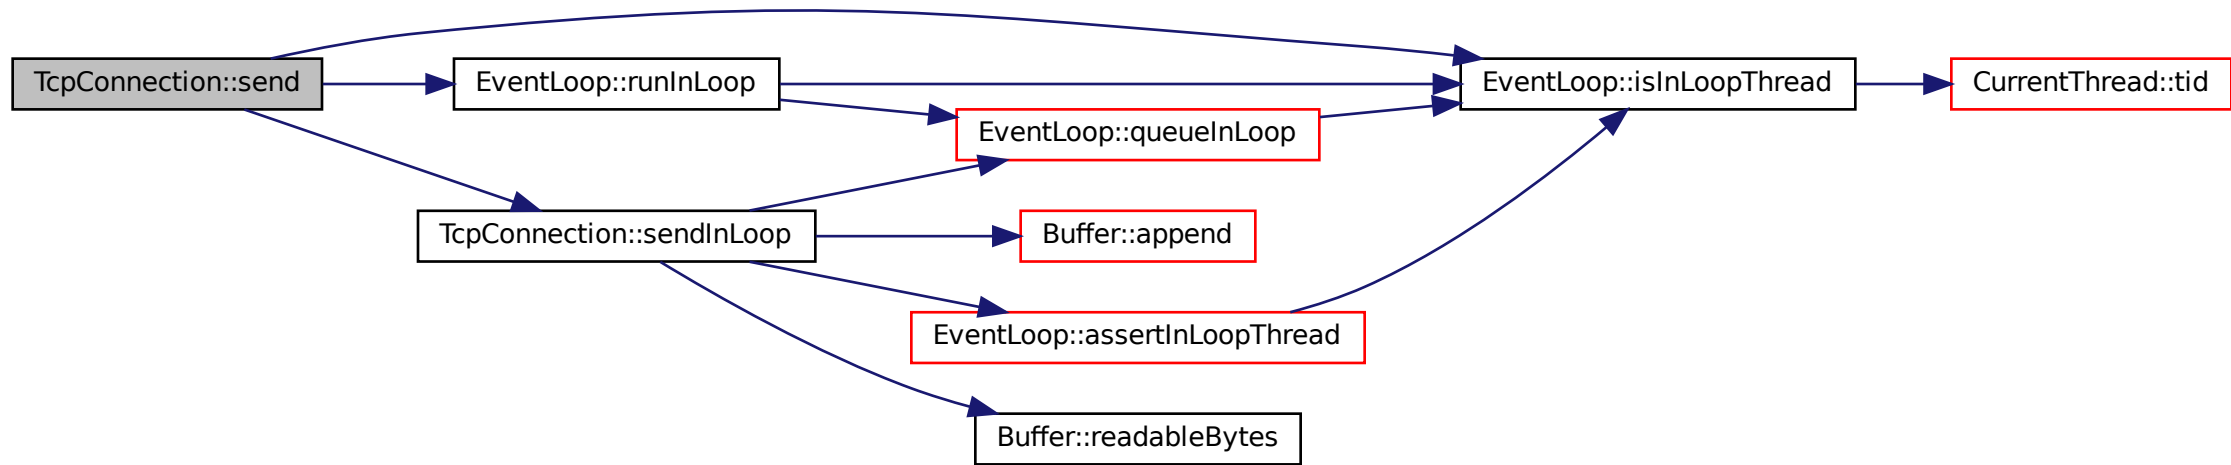 TcpConnection::send
EventLoop::runInLoop
EventLoop::isInLoopThread
CurrentThread::tid
EventLoop::queueInLoop
TcpConnection::sendInLoop
Buffer::append
EventLoop::assertInLoopThread
Buffer::readableBytes